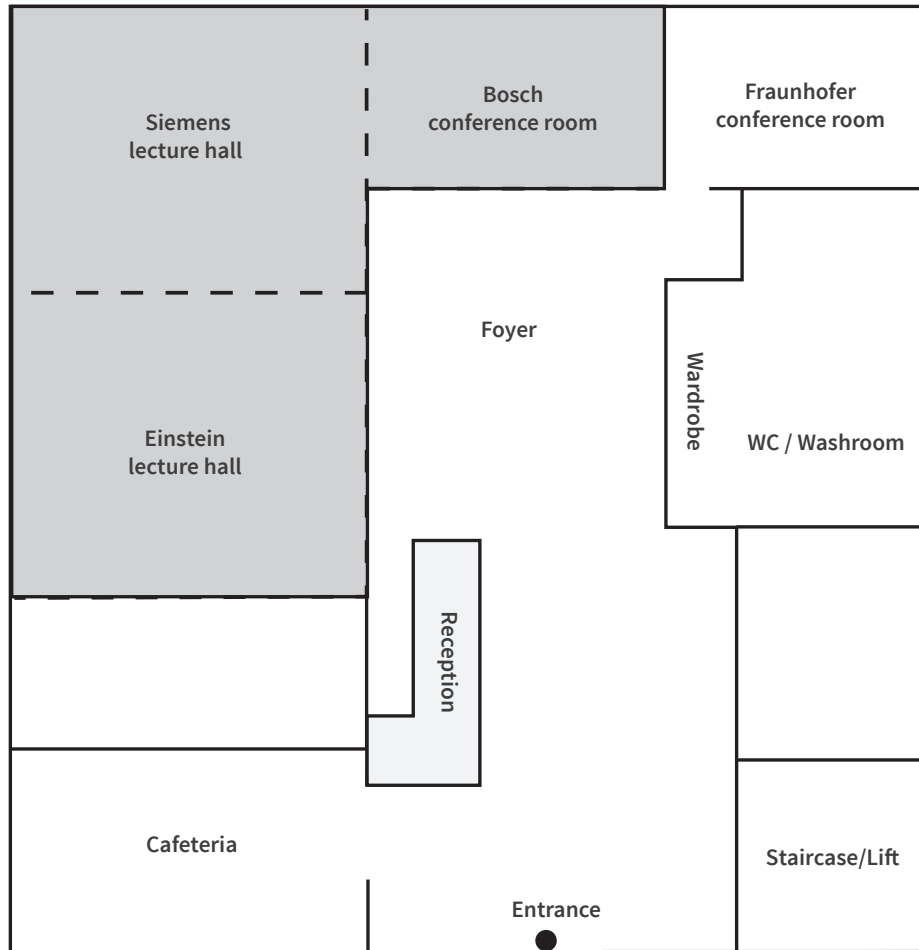 Siemens
lecture hall
Bosch
conference room
Fraunhofer
conference room
Foyer
Wardrobe
Einstein
lecture hall
WC / Washroom
Reception
Cafeteria
Staircase/Lift
Entrance